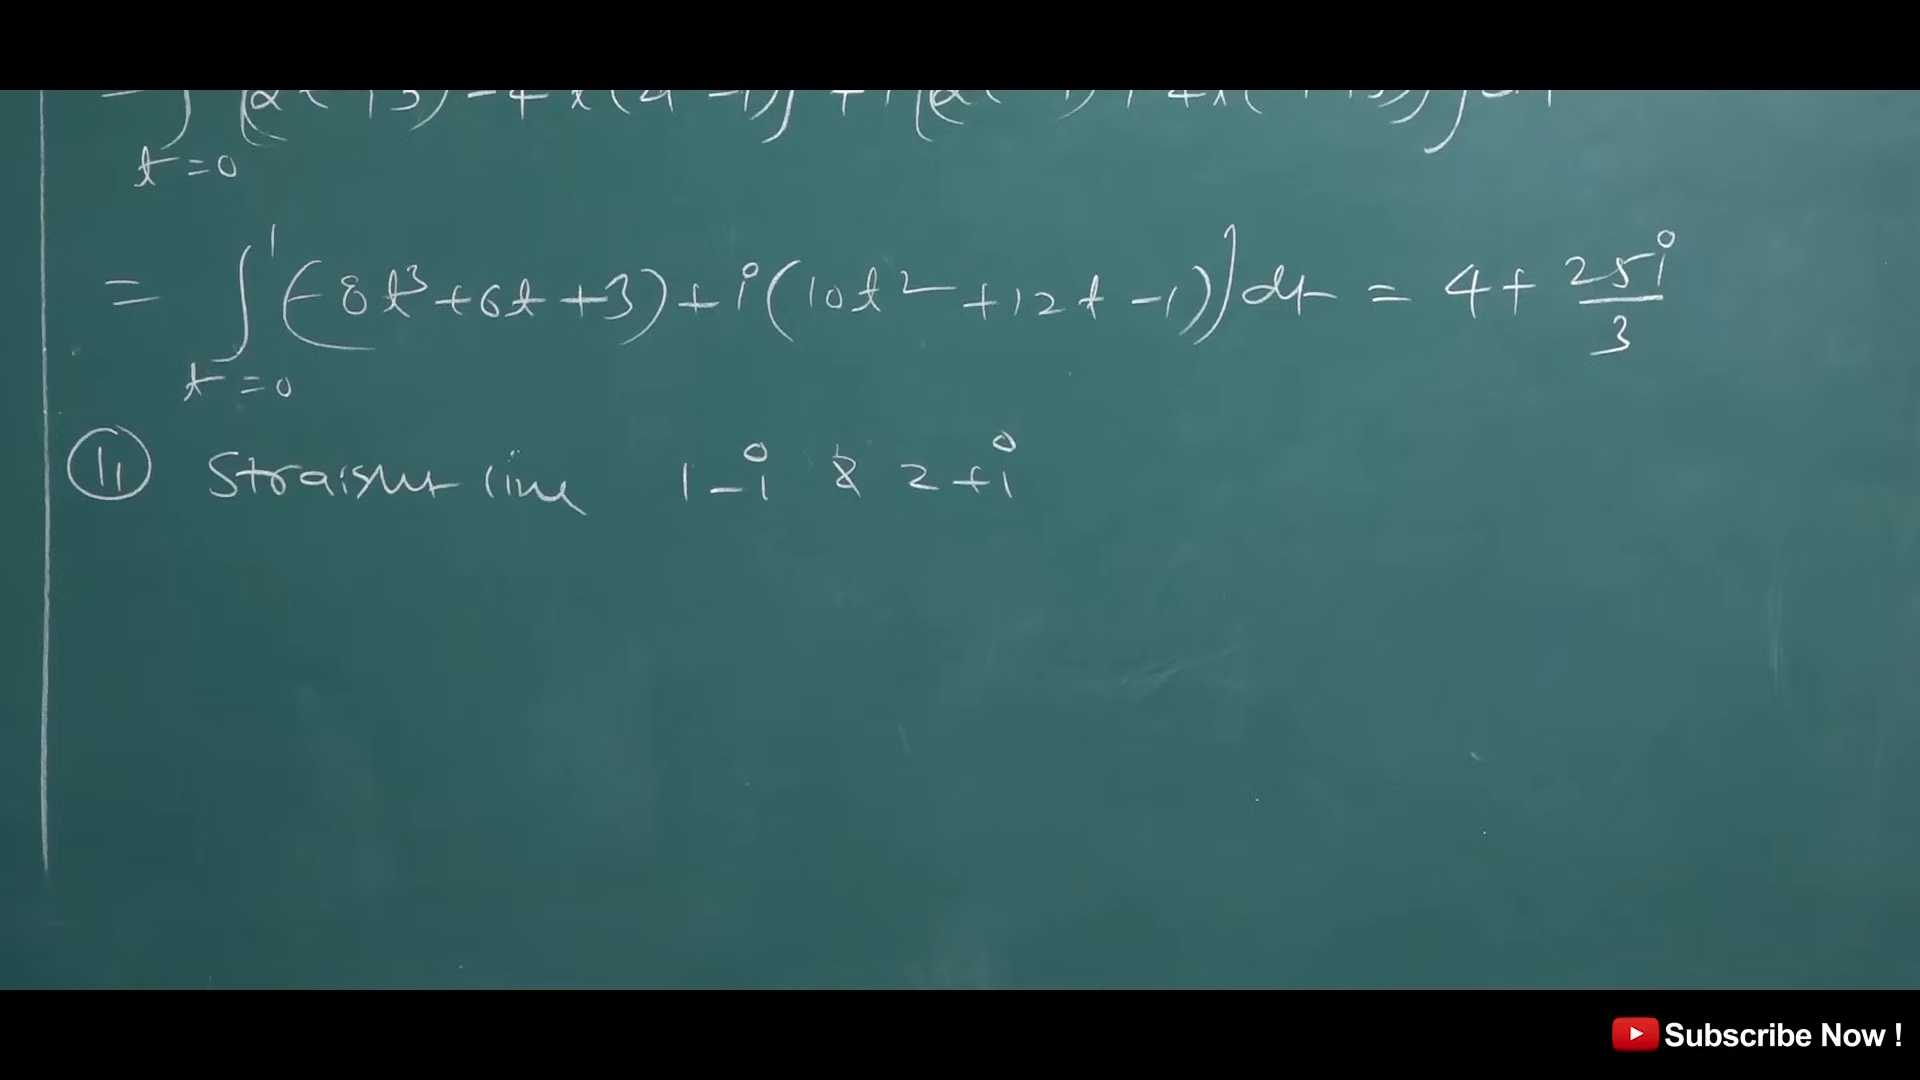 t=0
= ∫ 1 t=0 (-8t³+6t+3)+i(10t²+12t-1)]dt = 4+ 25i/3
(ii) Straight line 1-i & 2+i
Subscribe Now !